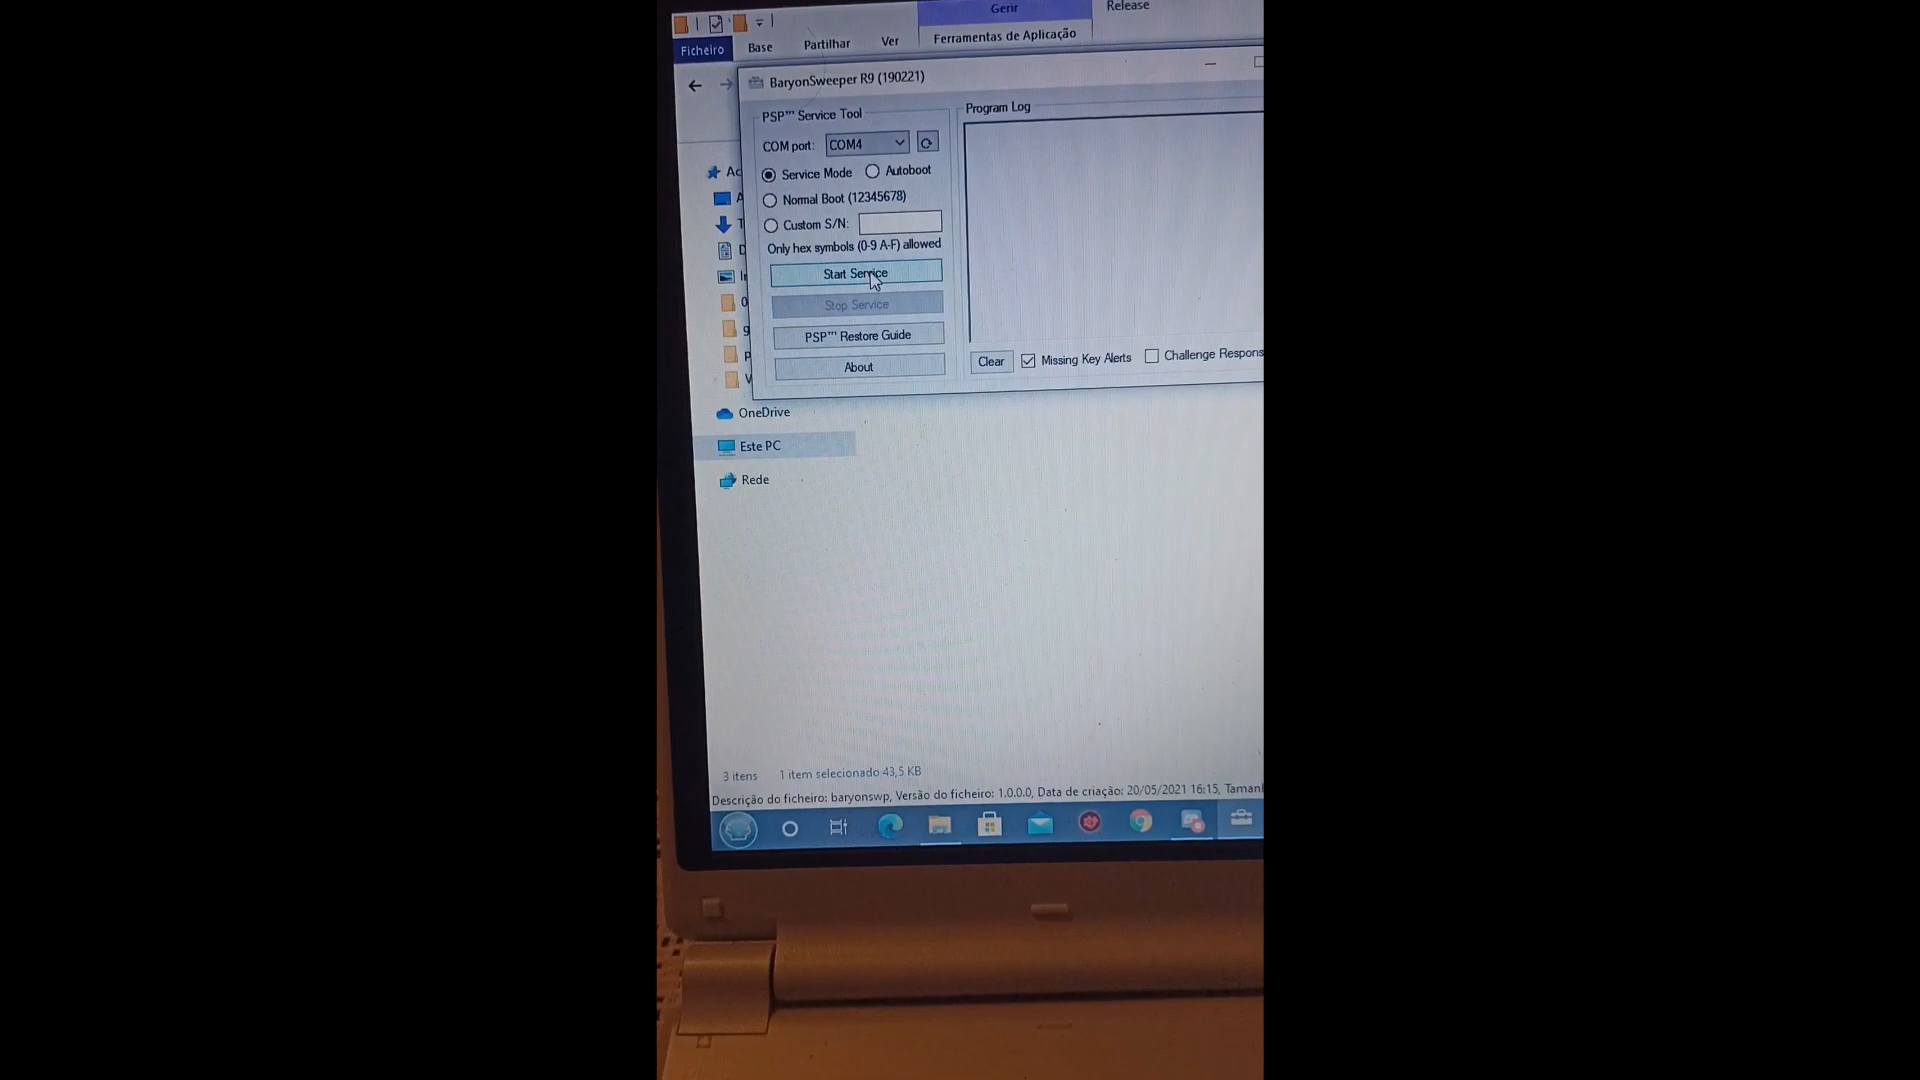 Gerir
Release
Ficheiro
Base
Partilhar
Ver
Ferramentas de Aplicação
BaryonSweeper R9 (190221)
PSP™ Service Tool
Program Log
COM port:
COM4
Service Mode
Autoboot
Normal Boot (12345678)
Custom S/N:
Only hex symbols (0-9 A-F) allowed
Start Service
Stop Service
PSP™ Restore Guide
About
Clear
Missing Key Alerts
Challenge Respons
OneDrive
Este PC
Rede
3 itens
1 item selecionado 43,5 KB
Descrição do ficheiro: baryonswp, Versão do ficheiro: 1.0.0.0, Data de criação: 20/05/2021 16:15, Taman